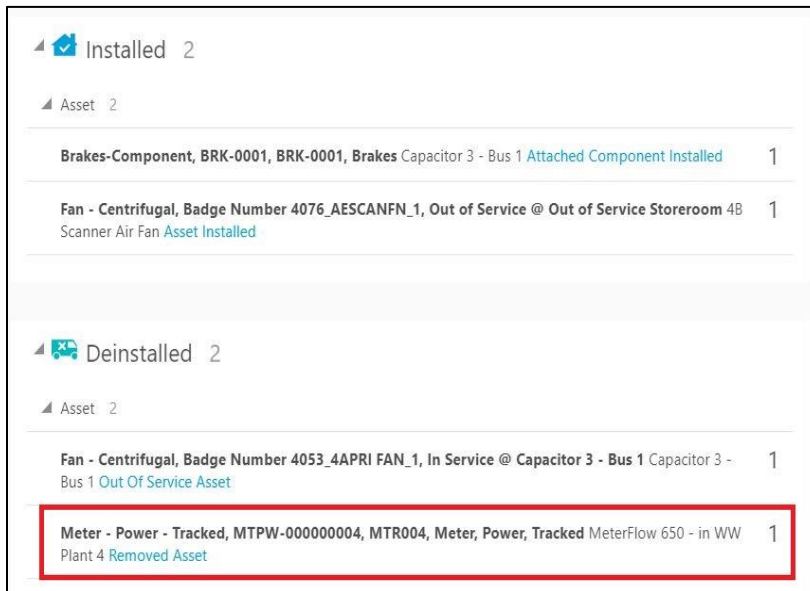 Installed 2
Asset 2
Brakes-Component, BRK-0001, BRK-0001, Brakes Capacitor 3 - Bus 1 Attached Component Installed 1
Fan - Centrifugal, Badge Number 4076_AESCANFN_1, Out of Service @ Out of Service Storeroom 4B 1
Scanner Air Fan Asset Installed
Deinstalled 2
Asset 2
Fan - Centrifugal, Badge Number 4053_4APRI FAN_1, In Service @ Capacitor 3 - Bus 1 Capacitor 3 - 1
Bus 1 Out Of Service Asset
Meter - Power - Tracked, MTPW-000000004, MTR004, Meter, Power, Tracked MeterFlow 650 - in WW 1
Plant 4 Removed Asset